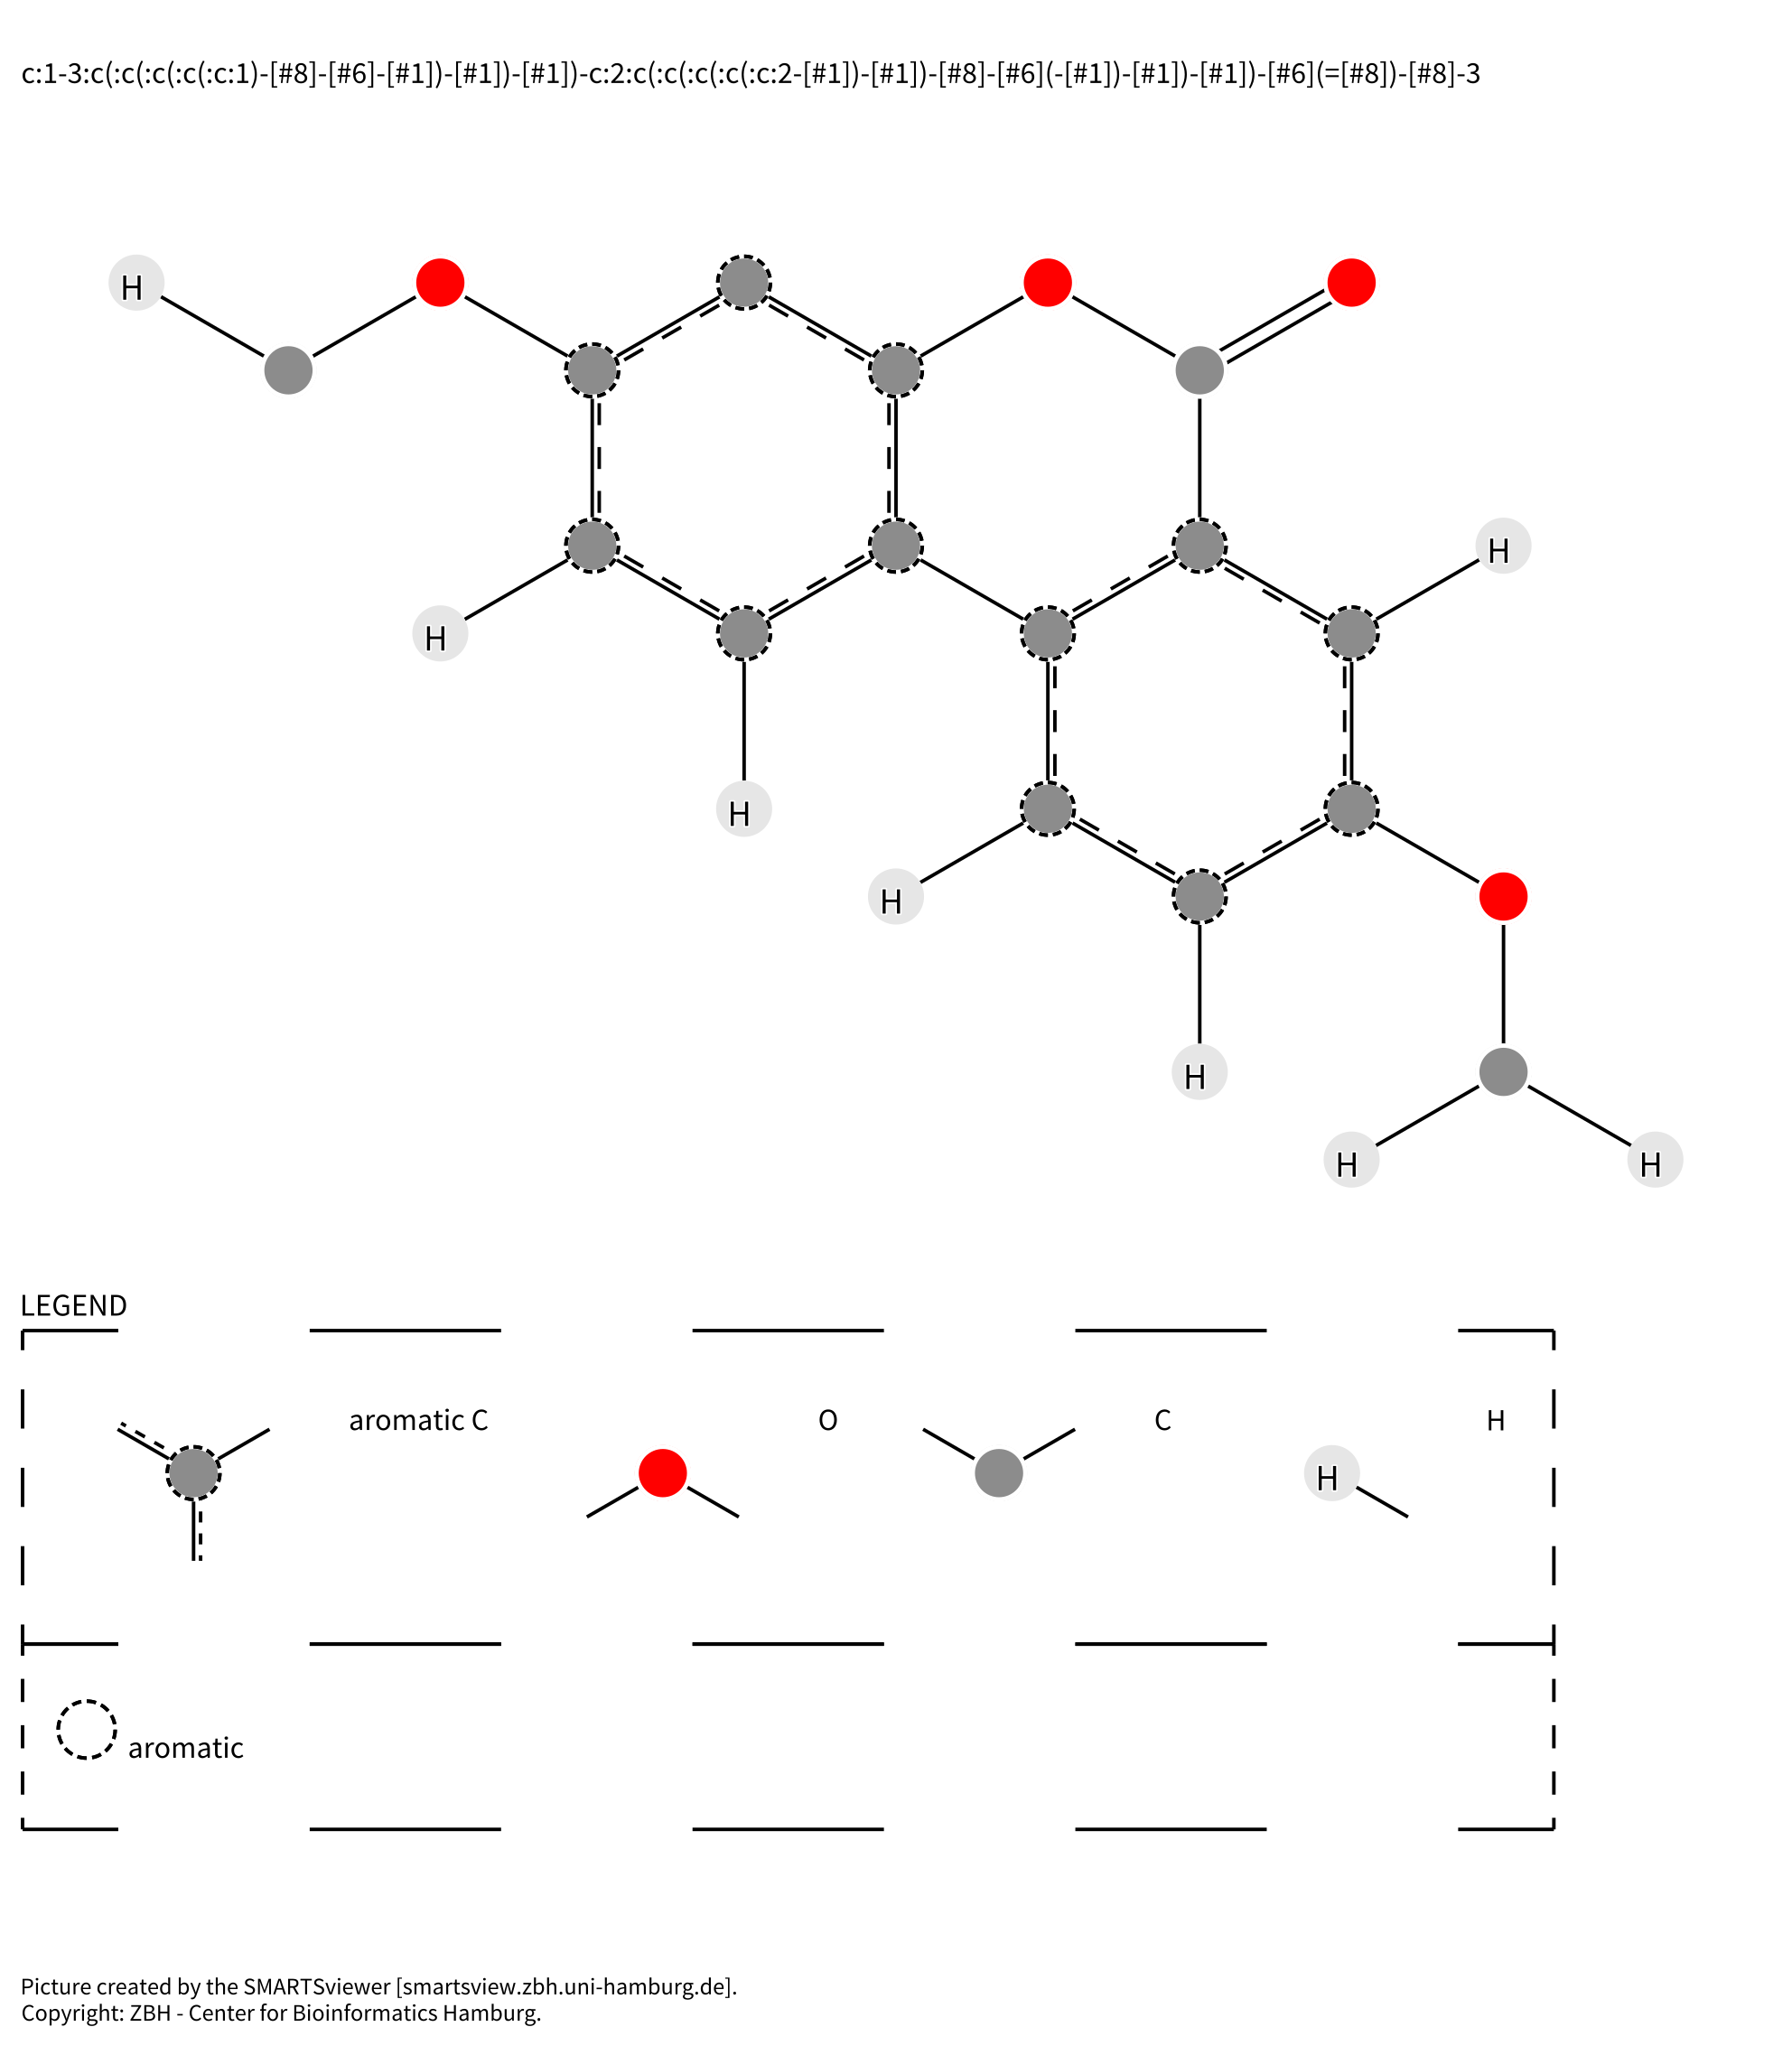 c:1-3:c(:c(:c(:c(:c:1)-[#8]-[#6]-[#1])-[#1])-[#1])-c:2:c(:c(:c(:c(:c:2-[#1])-[#1])-[#8]-[#6](-[#1])-[#1])-[#1])-[#6](=[#8])-[#8]-3
H
H
H
H
H
H
H
H
LEGEND
aromatic C
O
C
H
H
aromatic
Picture created by the SMARTSviewer [smartsview.zbh.uni-hamburg.de].
Copyright: ZBH - Center for Bioinformatics Hamburg.